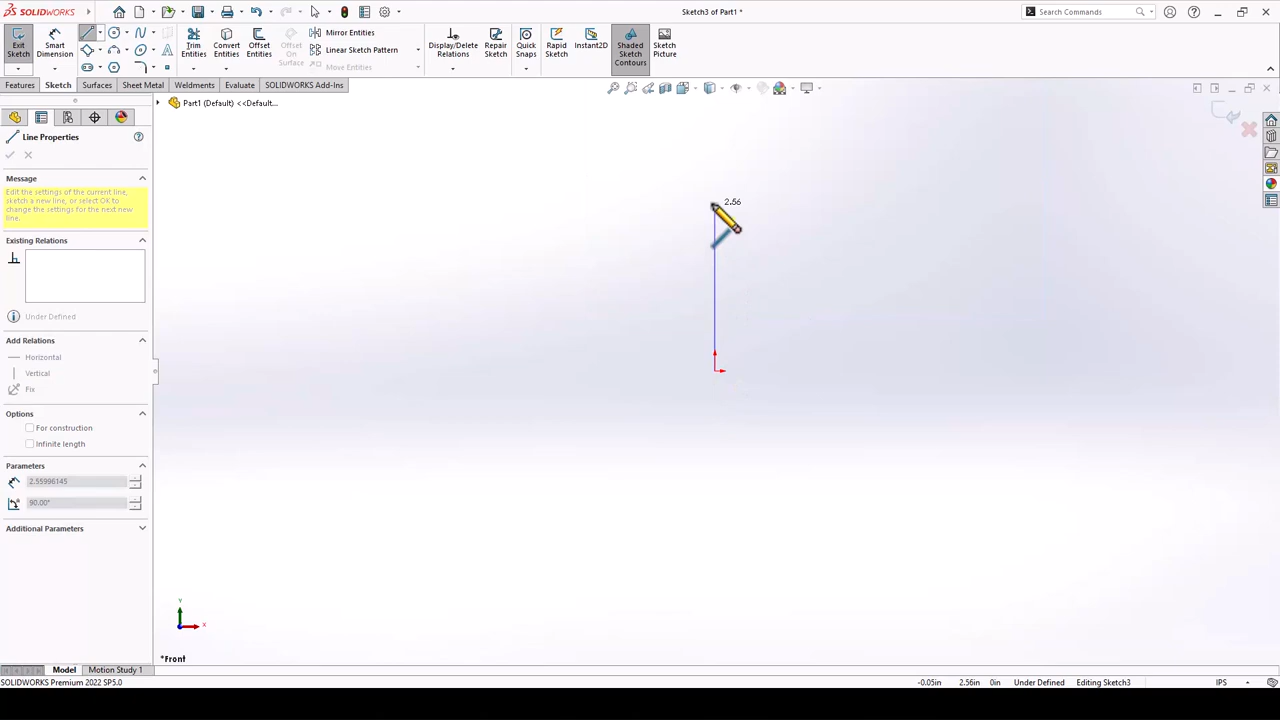 SOLIDWORKS
Sketch3 of Part1 *
Search Commands
Exit Sketch
Smart Dimension
Trim Entities
Convert Entities
Offset Entities
Offset On Surface
Mirror Entities
Linear Sketch Pattern
Move Entities
Display/Delete Relations
Repair Sketch
Quick Snaps
Rapid Sketch
Instant2D
Shaded Sketch Contours
Sketch Picture
Features
Sketch
Surfaces
Sheet Metal
Weldments
Evaluate
SOLIDWORKS Add-Ins
Part1 (Default) <<Default...
Line Properties
Message
Edit the settings of the current line,
sketch a new line, or select OK to
change the settings for the next new
line.
Existing Relations
Under Defined
Add Relations
Horizontal
Vertical
Fix
Options
For construction
Infinite length
Parameters
2.55996145
90.00°
Additional Parameters
2.56
Y
X
*Front
Model
Motion Study 1
SOLIDWORKS Premium 2022 SP5.0
-0.05in
2.56in
0in
Under Defined
Editing Sketch3
IPS